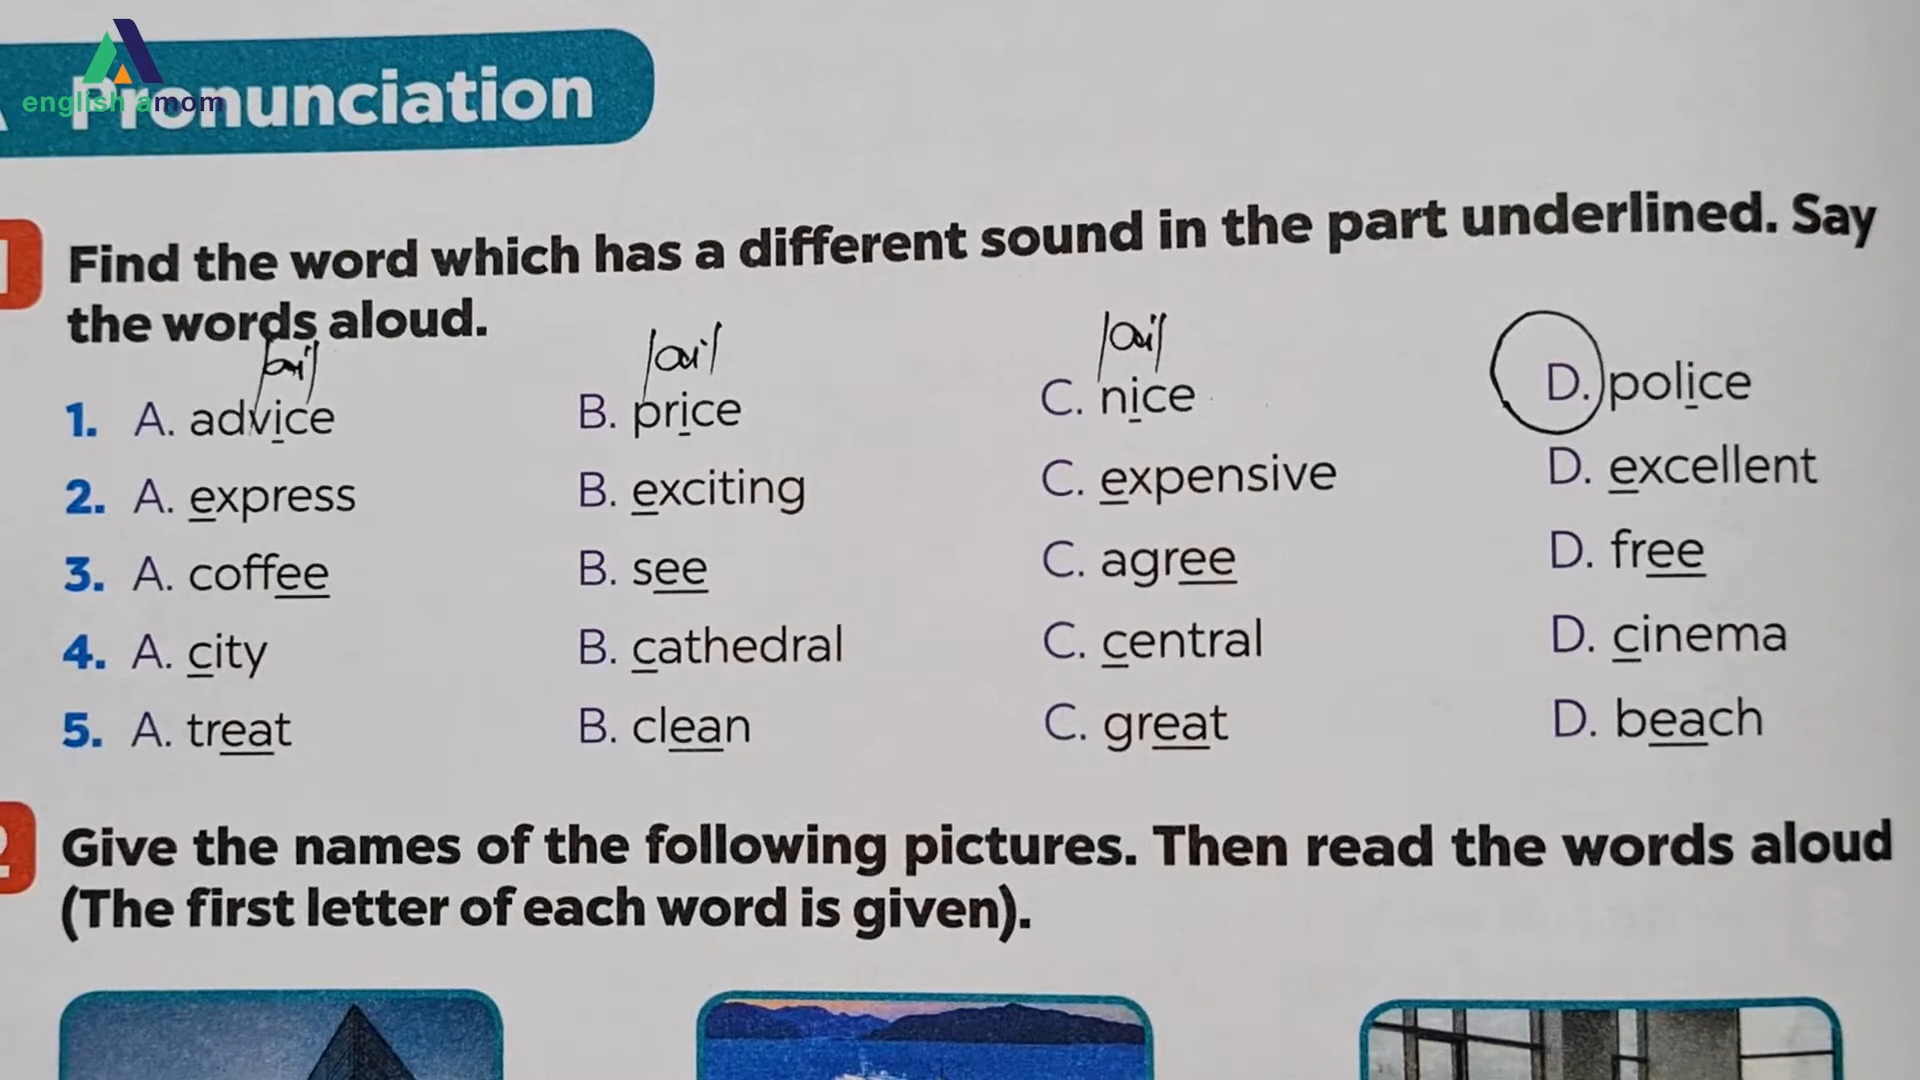 english amom
Pronunciation
1 Find the word which has a different sound in the part underlined. Say
the words aloud.
/ai/ /ai/ /ai/
1. A. advice B. price C. nice D. police
2. A. express B. exciting C. expensive D. excellent
3. A. coffee B. see C. agree D. free
4. A. city B. cathedral C. central D. cinema
5. A. treat B. clean C. great D. beach
2 Give the names of the following pictures. Then read the words aloud
(The first letter of each word is given).